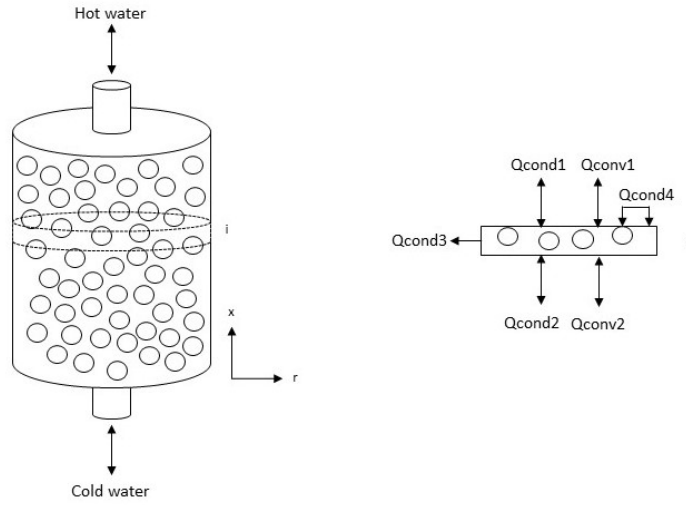 Hot water
i
x
r
Cold water
Qcond1
Qconv1
Qcond4
Qcond3
Qcond2
Qconv2